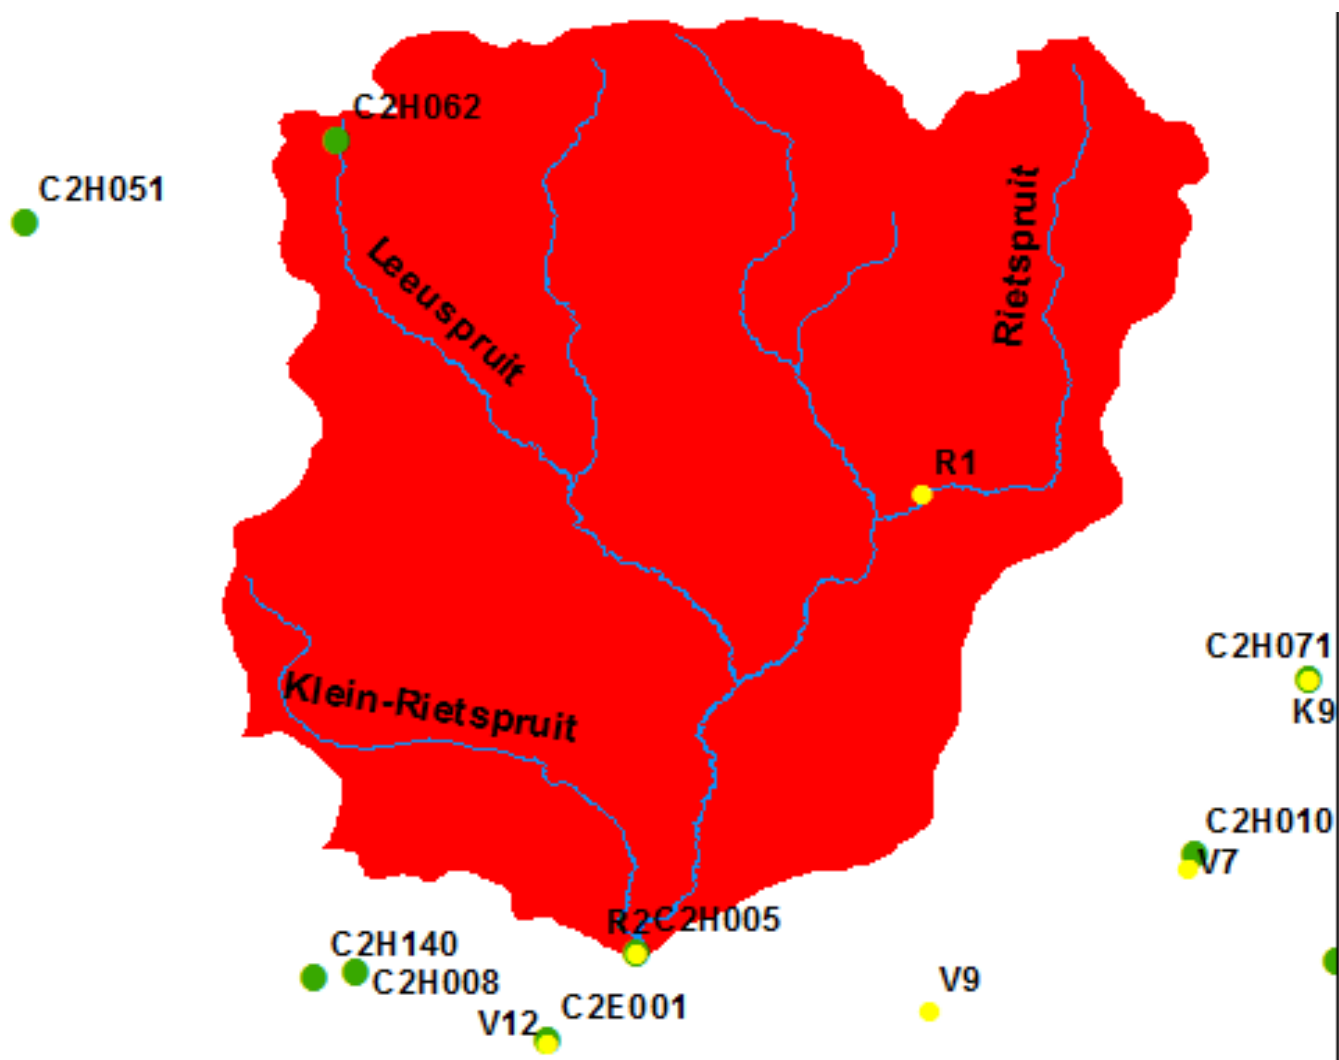 C2H062
C2H051
Leeuspruit
Rietspruit
R1
C2H071
K9
Klein-Rietspruit
C2H010
V7
R2C2H005
C2H140
C2H008
V9
C2E001
V12